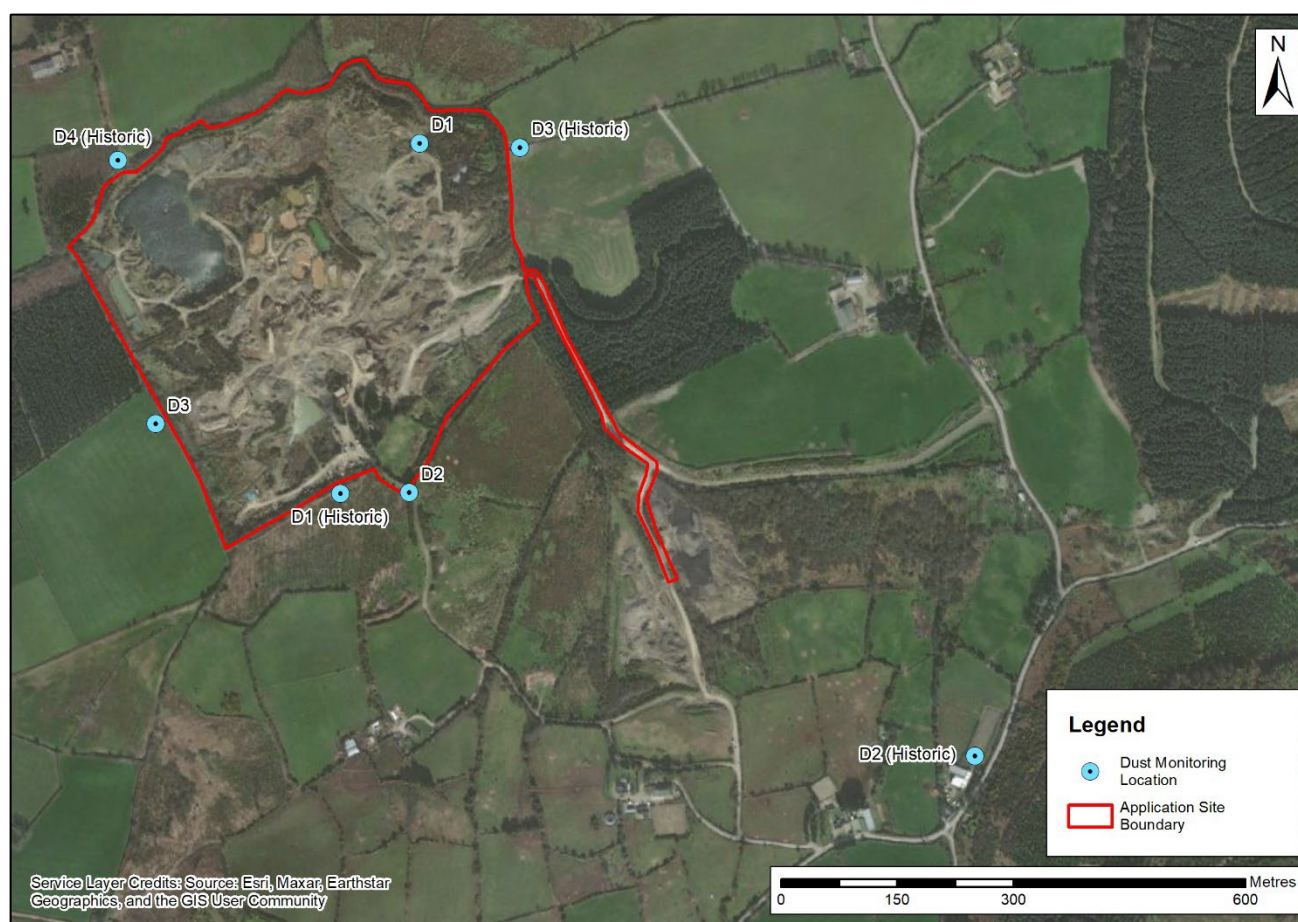 N
D1
D3 (Historic)
D4 (Historic)
D3
D2
D1 (Historic)
D2 (Historic)
Legend
Dust Monitoring
Location
Application Site
Boundary
Service Layer Credits: Source: Esri, Maxar, Earthstar
Geographics, and the GIS User Community
Metres
0 150 300 600